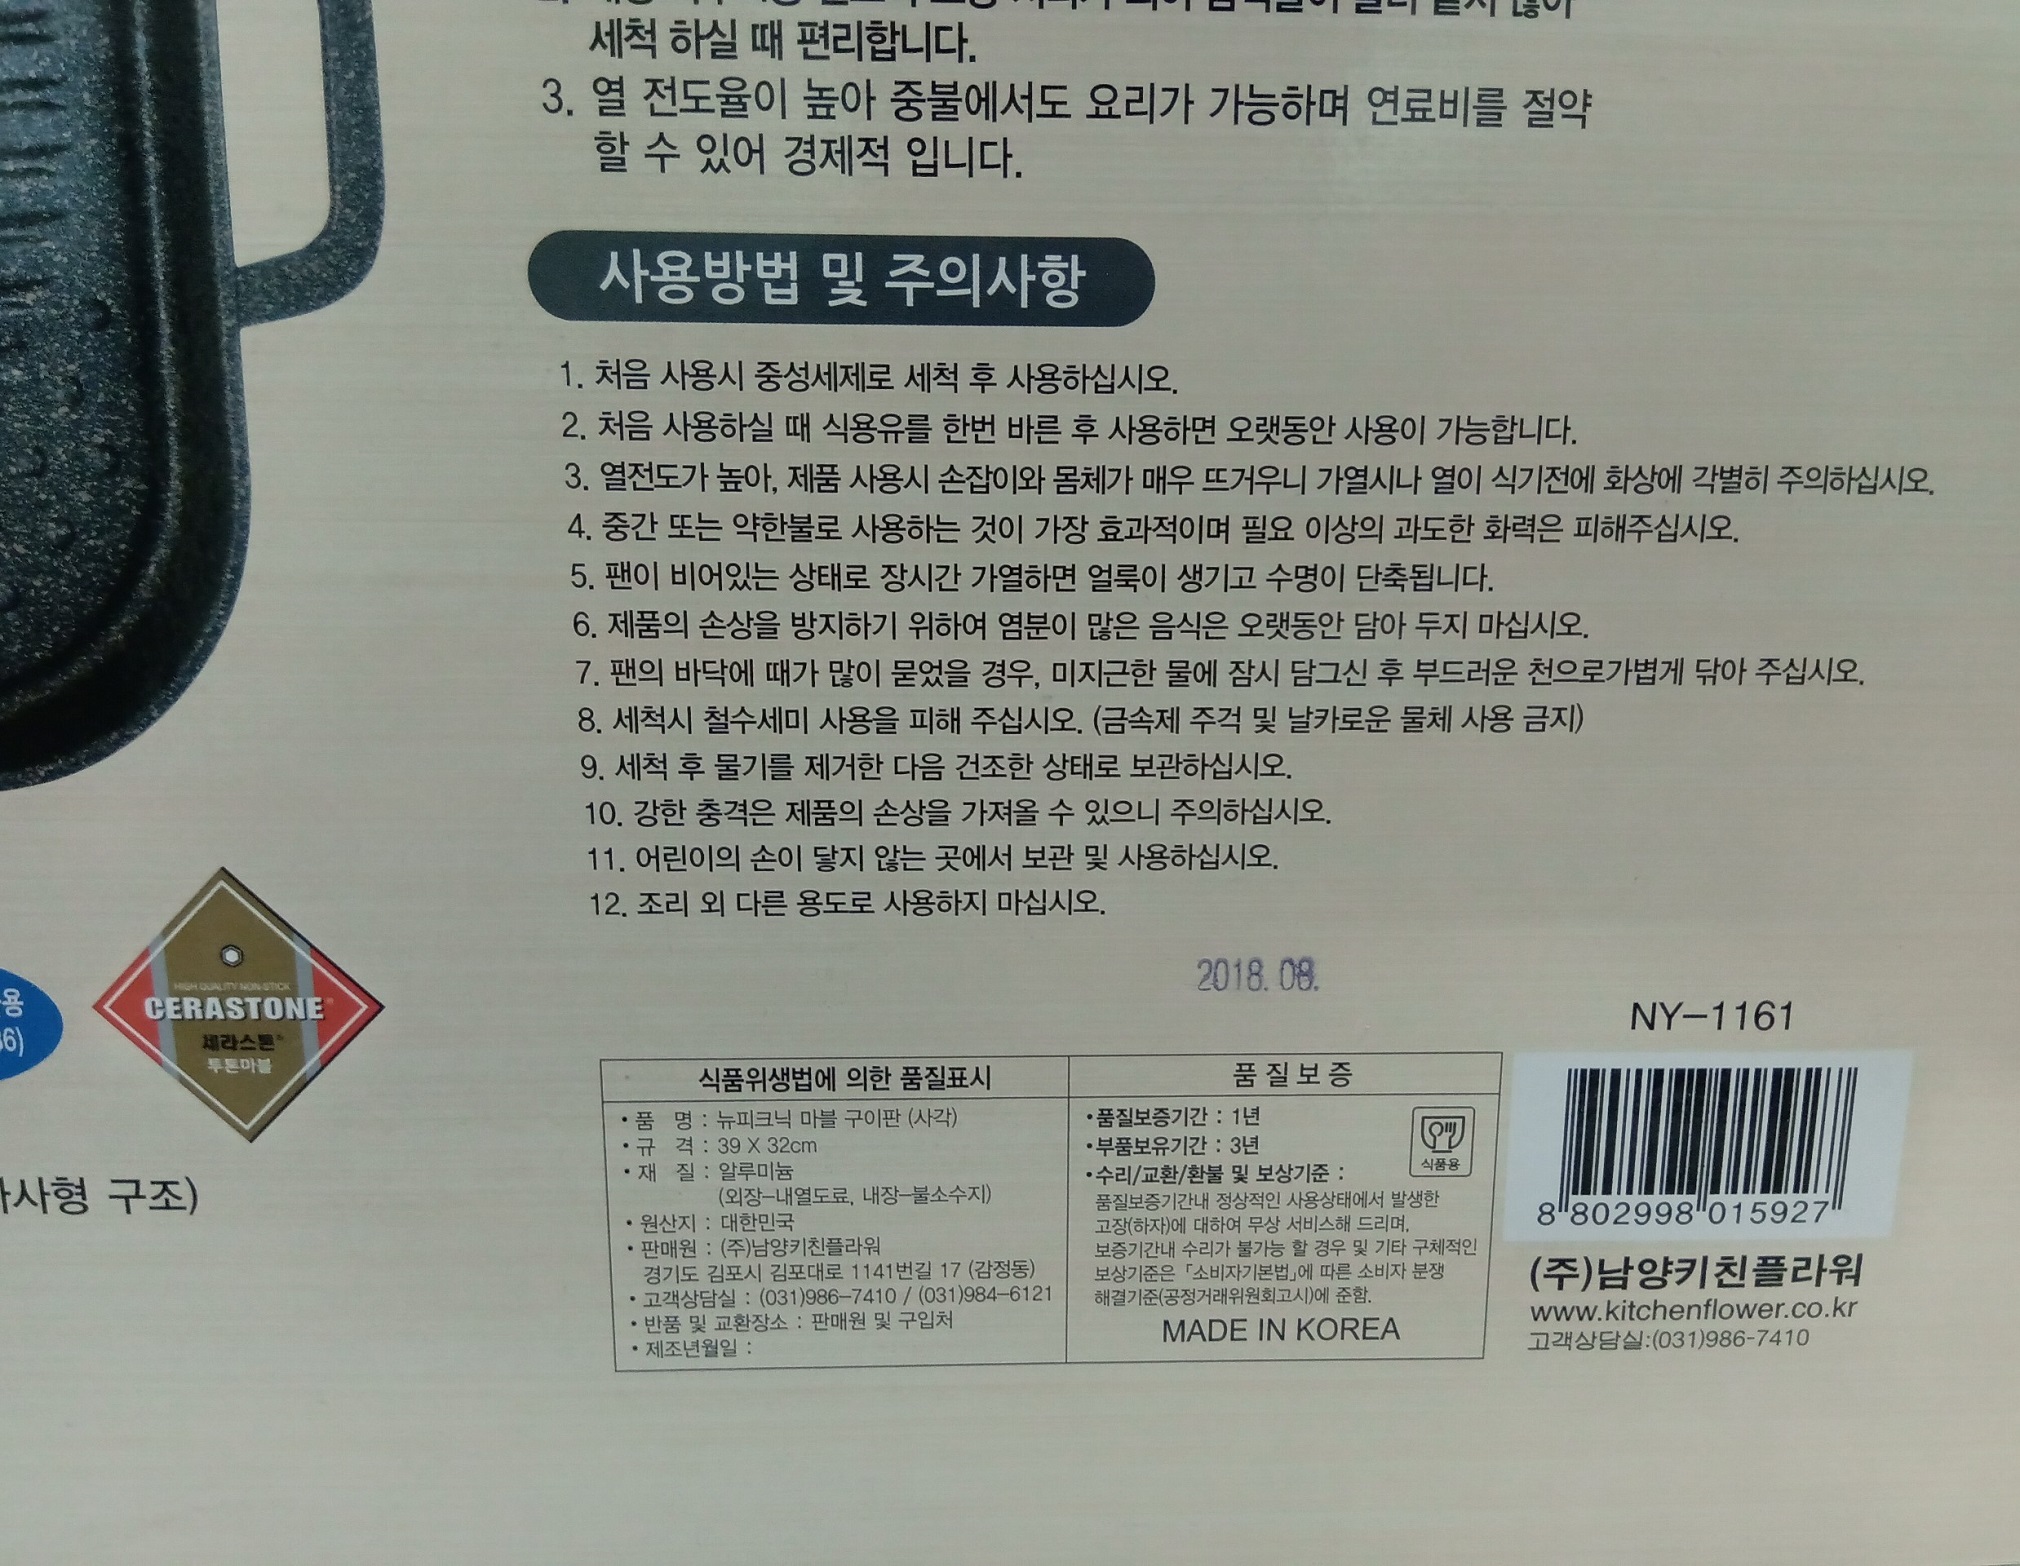 세척 하실 때 편리합니다.
3. 열 전도율이 높아 중불에서도 요리가 가능하며 연료비를 절약
할 수 있어 경제적 입니다.
사용방법 및 주의사항
1. 처음 사용시 중성세제로 세척 후 사용하십시오.
2. 처음 사용하실 때 식용유를 한번 바른 후 사용하면 오랫동안 사용이 가능합니다.
3. 열전도가 높아, 제품 사용시 손잡이와 몸체가 매우 뜨거우니 가열시나 열이 식기전에 화상에 각별히 주의하십시오.
4. 중간 또는 약한불로 사용하는 것이 가장 효과적이며 필요 이상의 과도한 화력은 피해주십시오.
5. 팬이 비어있는 상태로 장시간 가열하면 얼룩이 생기고 수명이 단축됩니다.
6. 제품의 손상을 방지하기 위하여 염분이 많은 음식은 오랫동안 담아 두지 마십시오.
7. 팬의 바닥에 때가 많이 묻었을 경우, 미지근한 물에 잠시 담그신 후 부드러운 천으로가볍게 닦아 주십시오.
8. 세척시 철수세미 사용을 피해 주십시오. (금속제 주걱 및 날카로운 물체 사용 금지)
9. 세척 후 물기를 제거한 다음 건조한 상태로 보관하십시오.
10. 강한 충격은 제품의 손상을 가져올 수 있으니 주의하십시오.
11. 어린이의 손이 닿지 않는 곳에서 보관 및 사용하십시오.
12. 조리 외 다른 용도로 사용하지 마십시오.
용
6)
HIGH QUALITY NON-STICK
CERASTONE®
세라스톤®
투톤마블
사형 구조)
2018. 08.
식품위생법에 의한 품질표시
• 품 명 : 뉴피크닉 마블 구이판 (사각)
• 규 격 : 39 X 32cm
• 재 질 : 알루미늄
(외장-내열도료, 내장-불소수지)
• 원산지 : 대한민국
• 판매원 : (주)남양키친플라워
경기도 김포시 김포대로 1141번길 17 (감정동)
• 고객상담실 : (031)986-7410 / (031)984-6121
• 반품 및 교환장소 : 판매원 및 구입처
• 제조년월일 :
품 질 보 증
•품질보증기간 : 1년
•부품보유기간 : 3년
식품용
•수리/교환/환불 및 보상기준 :
품질보증기간내 정상적인 사용상태에서 발생한
고장(하자)에 대하여 무상 서비스해 드리며,
보증기간내 수리가 불가능 할 경우 및 기타 구체적인
보상기준은 「소비자기본법」에 따른 소비자 분쟁
해결기준(공정거래위원회고시)에 준함.
MADE IN KOREA
NY-1161
8 802998 015927
(주)남양키친플라워
www.kitchenflower.co.kr
고객상담실:(031)986-7410